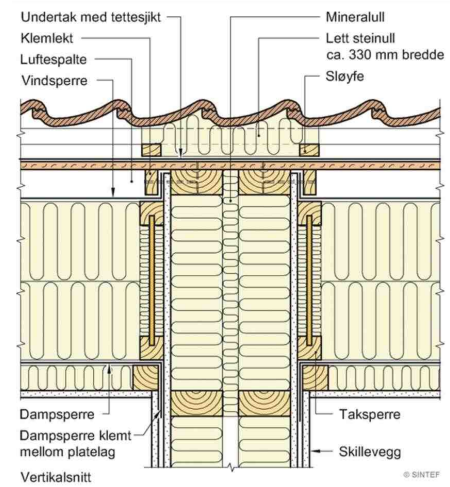 Undertak med tettesjikt
Klemlekt
Luftespalte
Vindsperre
Mineralull
Lett steinull
ca. 330 mm bredde
Sløyfe
Dampsperre
Dampsperre klemt
mellom platelag
Vertikalsnitt
Taksperre
Skillevegg
© SINTEF